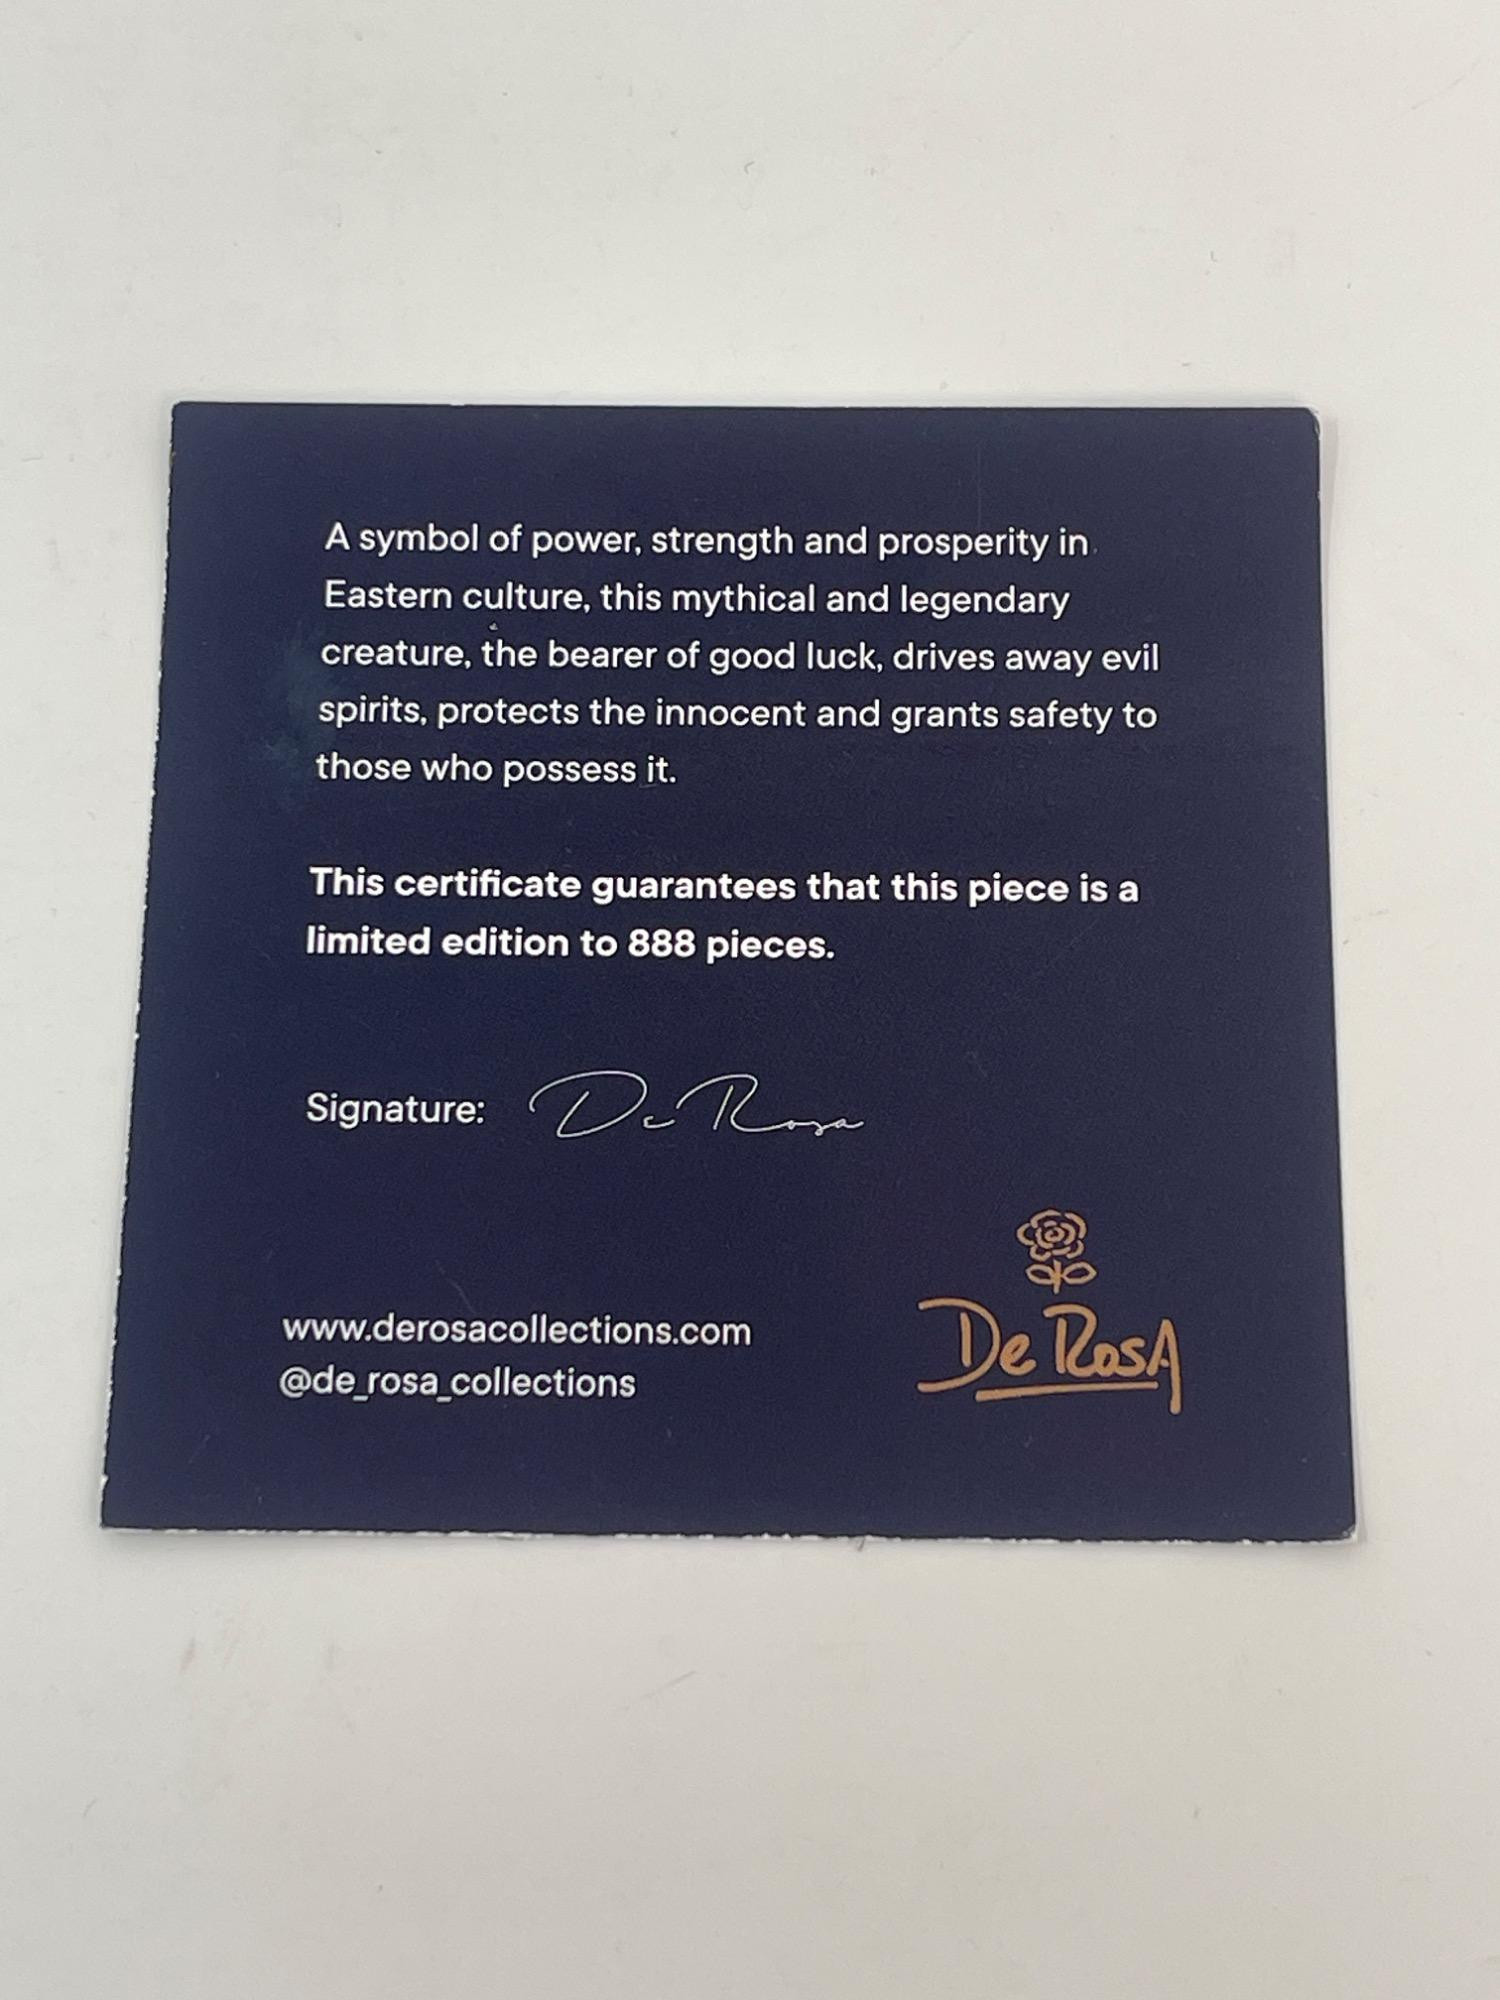 A symbol of power, strength and prosperity in
Eastern culture, this mythical and legendary
creature, the bearer of good luck, drives away evil
spirits, protects the innocent and grants safety to
those who possess it.
This certificate guarantees that this piece is a
limited edition to 888 pieces.
Signature: De Rosa
www.derosacollections.com
@de_rosa_collections
De RosA